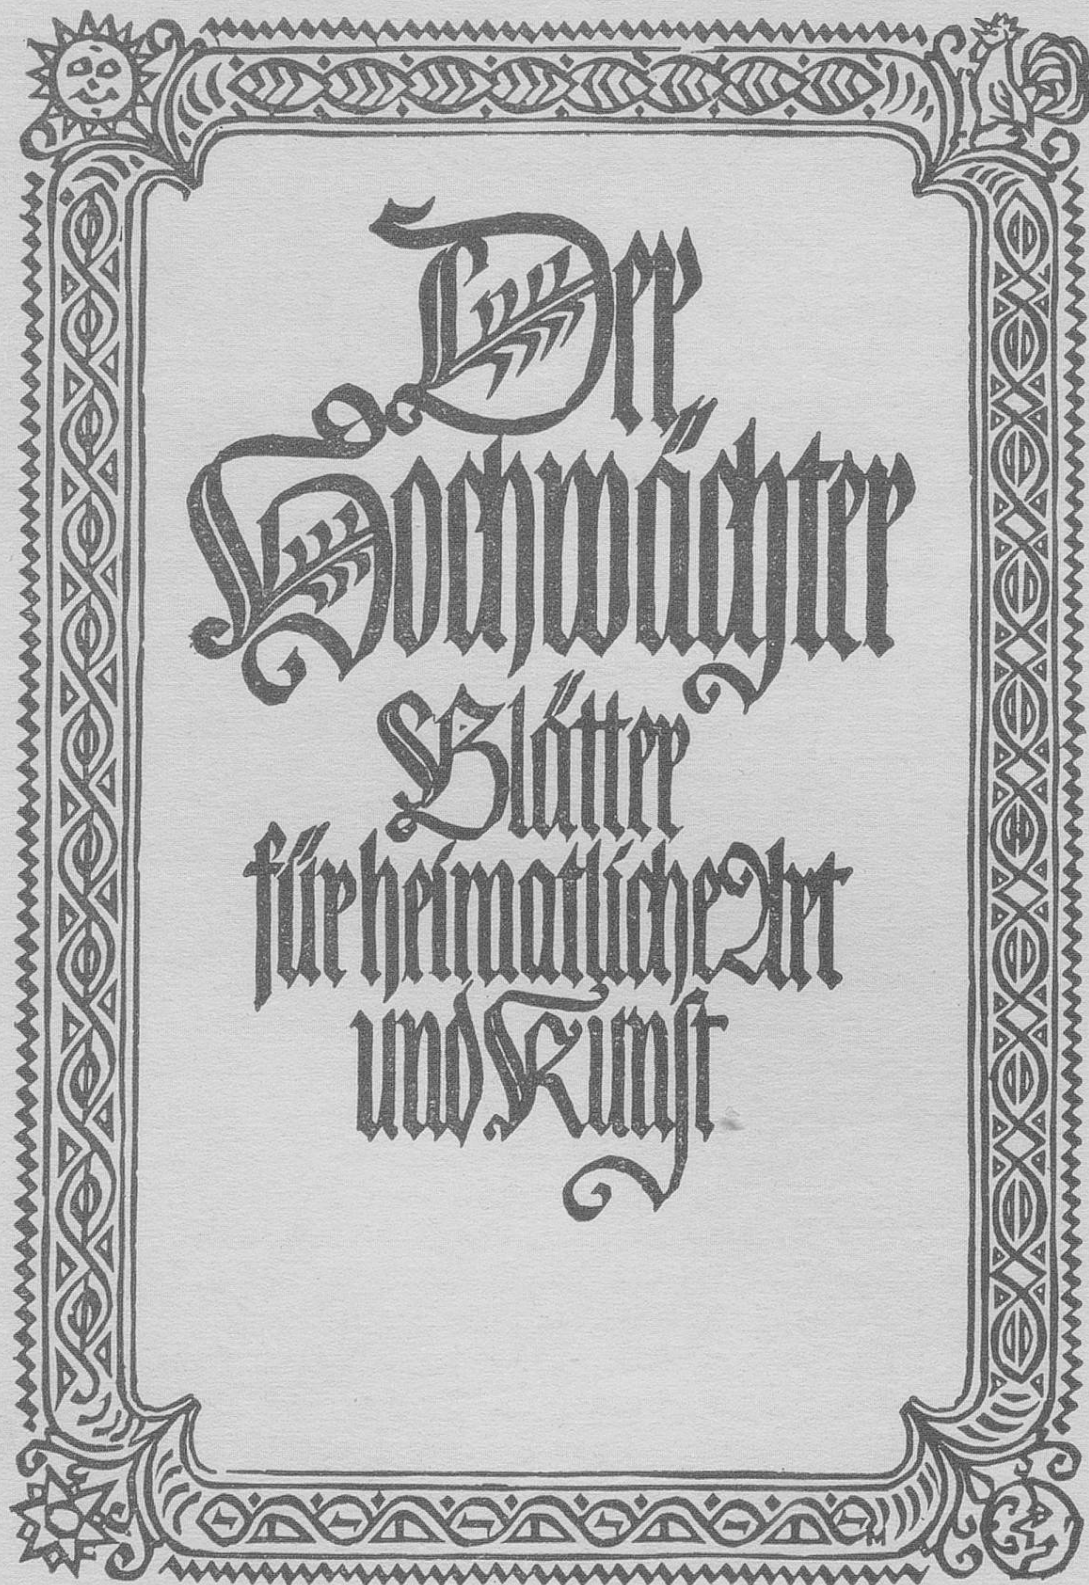 Der
Hochwächter
Blätter
für heimatliche Art
und Kunst